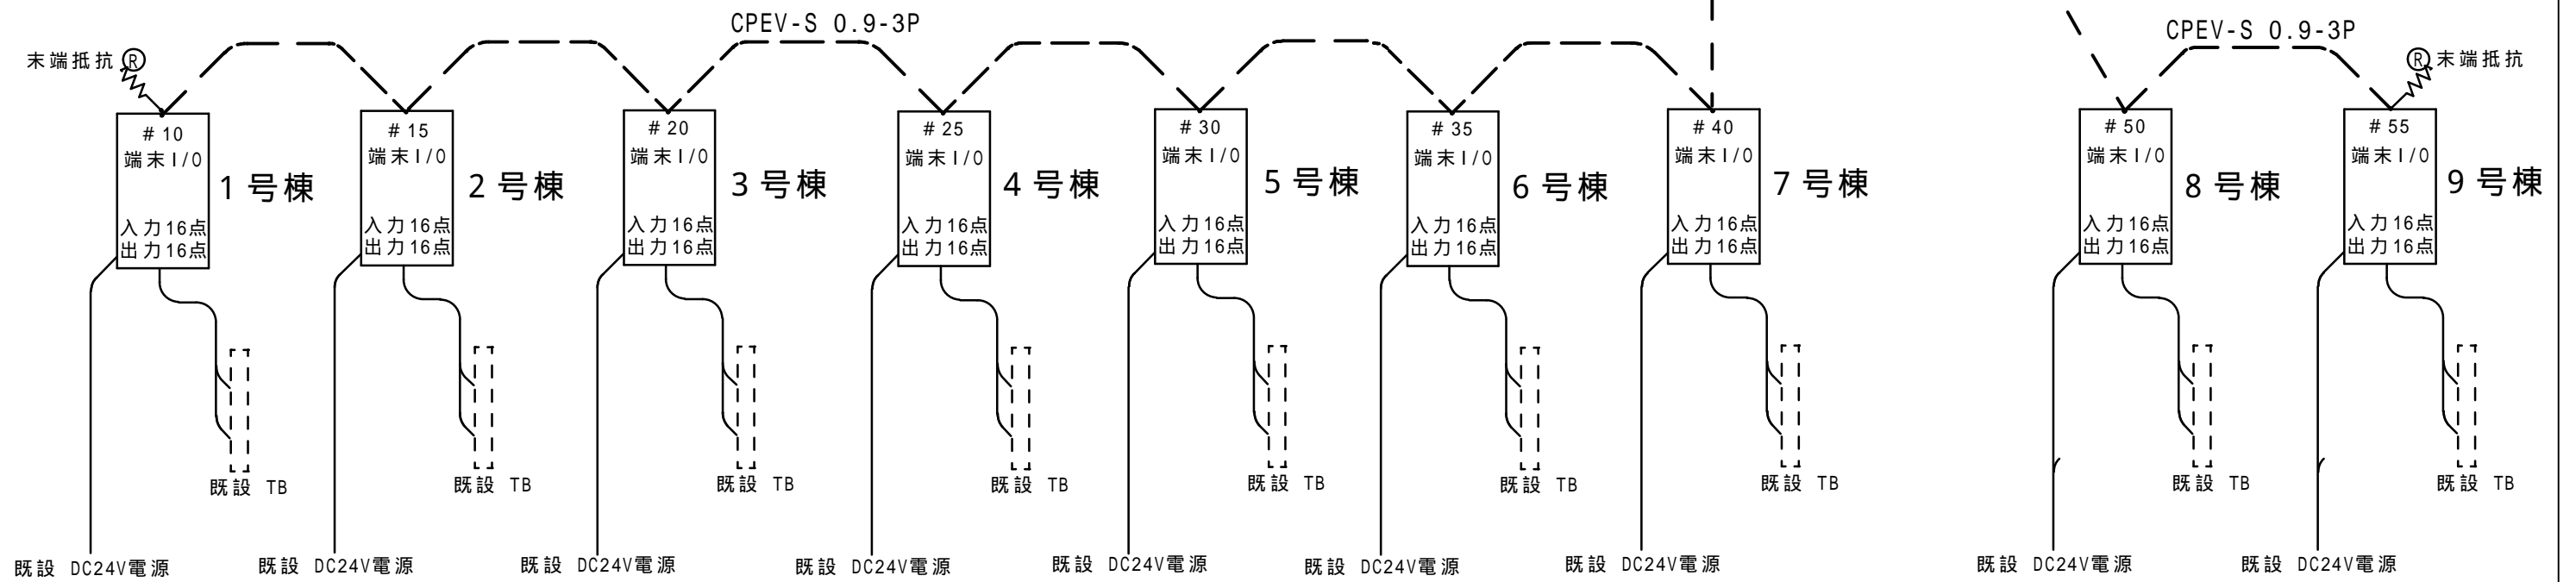 CPEV-S 0.9-3P
CPEV-S 0.9-3P
末端抵抗 R
R 末端抵抗
#10
端末I/O
入力16点
出力16点
1号棟
#15
端末I/O
入力16点
出力16点
2号棟
#20
端末I/O
入力16点
出力16点
3号棟
#25
端末I/O
入力16点
出力16点
4号棟
#30
端末I/O
入力16点
出力16点
5号棟
#35
端末I/O
入力16点
出力16点
6号棟
#40
端末I/O
入力16点
出力16点
7号棟
#50
端末I/O
入力16点
出力16点
8号棟
#55
端末I/O
入力16点
出力16点
9号棟
既設 TB
既設 TB
既設 TB
既設 TB
既設 TB
既設 TB
既設 TB
既設 TB
既設 TB
既設 DC24V電源
既設 DC24V電源
既設 DC24V電源
既設 DC24V電源
既設 DC24V電源
既設 DC24V電源
既設 DC24V電源
既設 DC24V電源
既設 DC24V電源